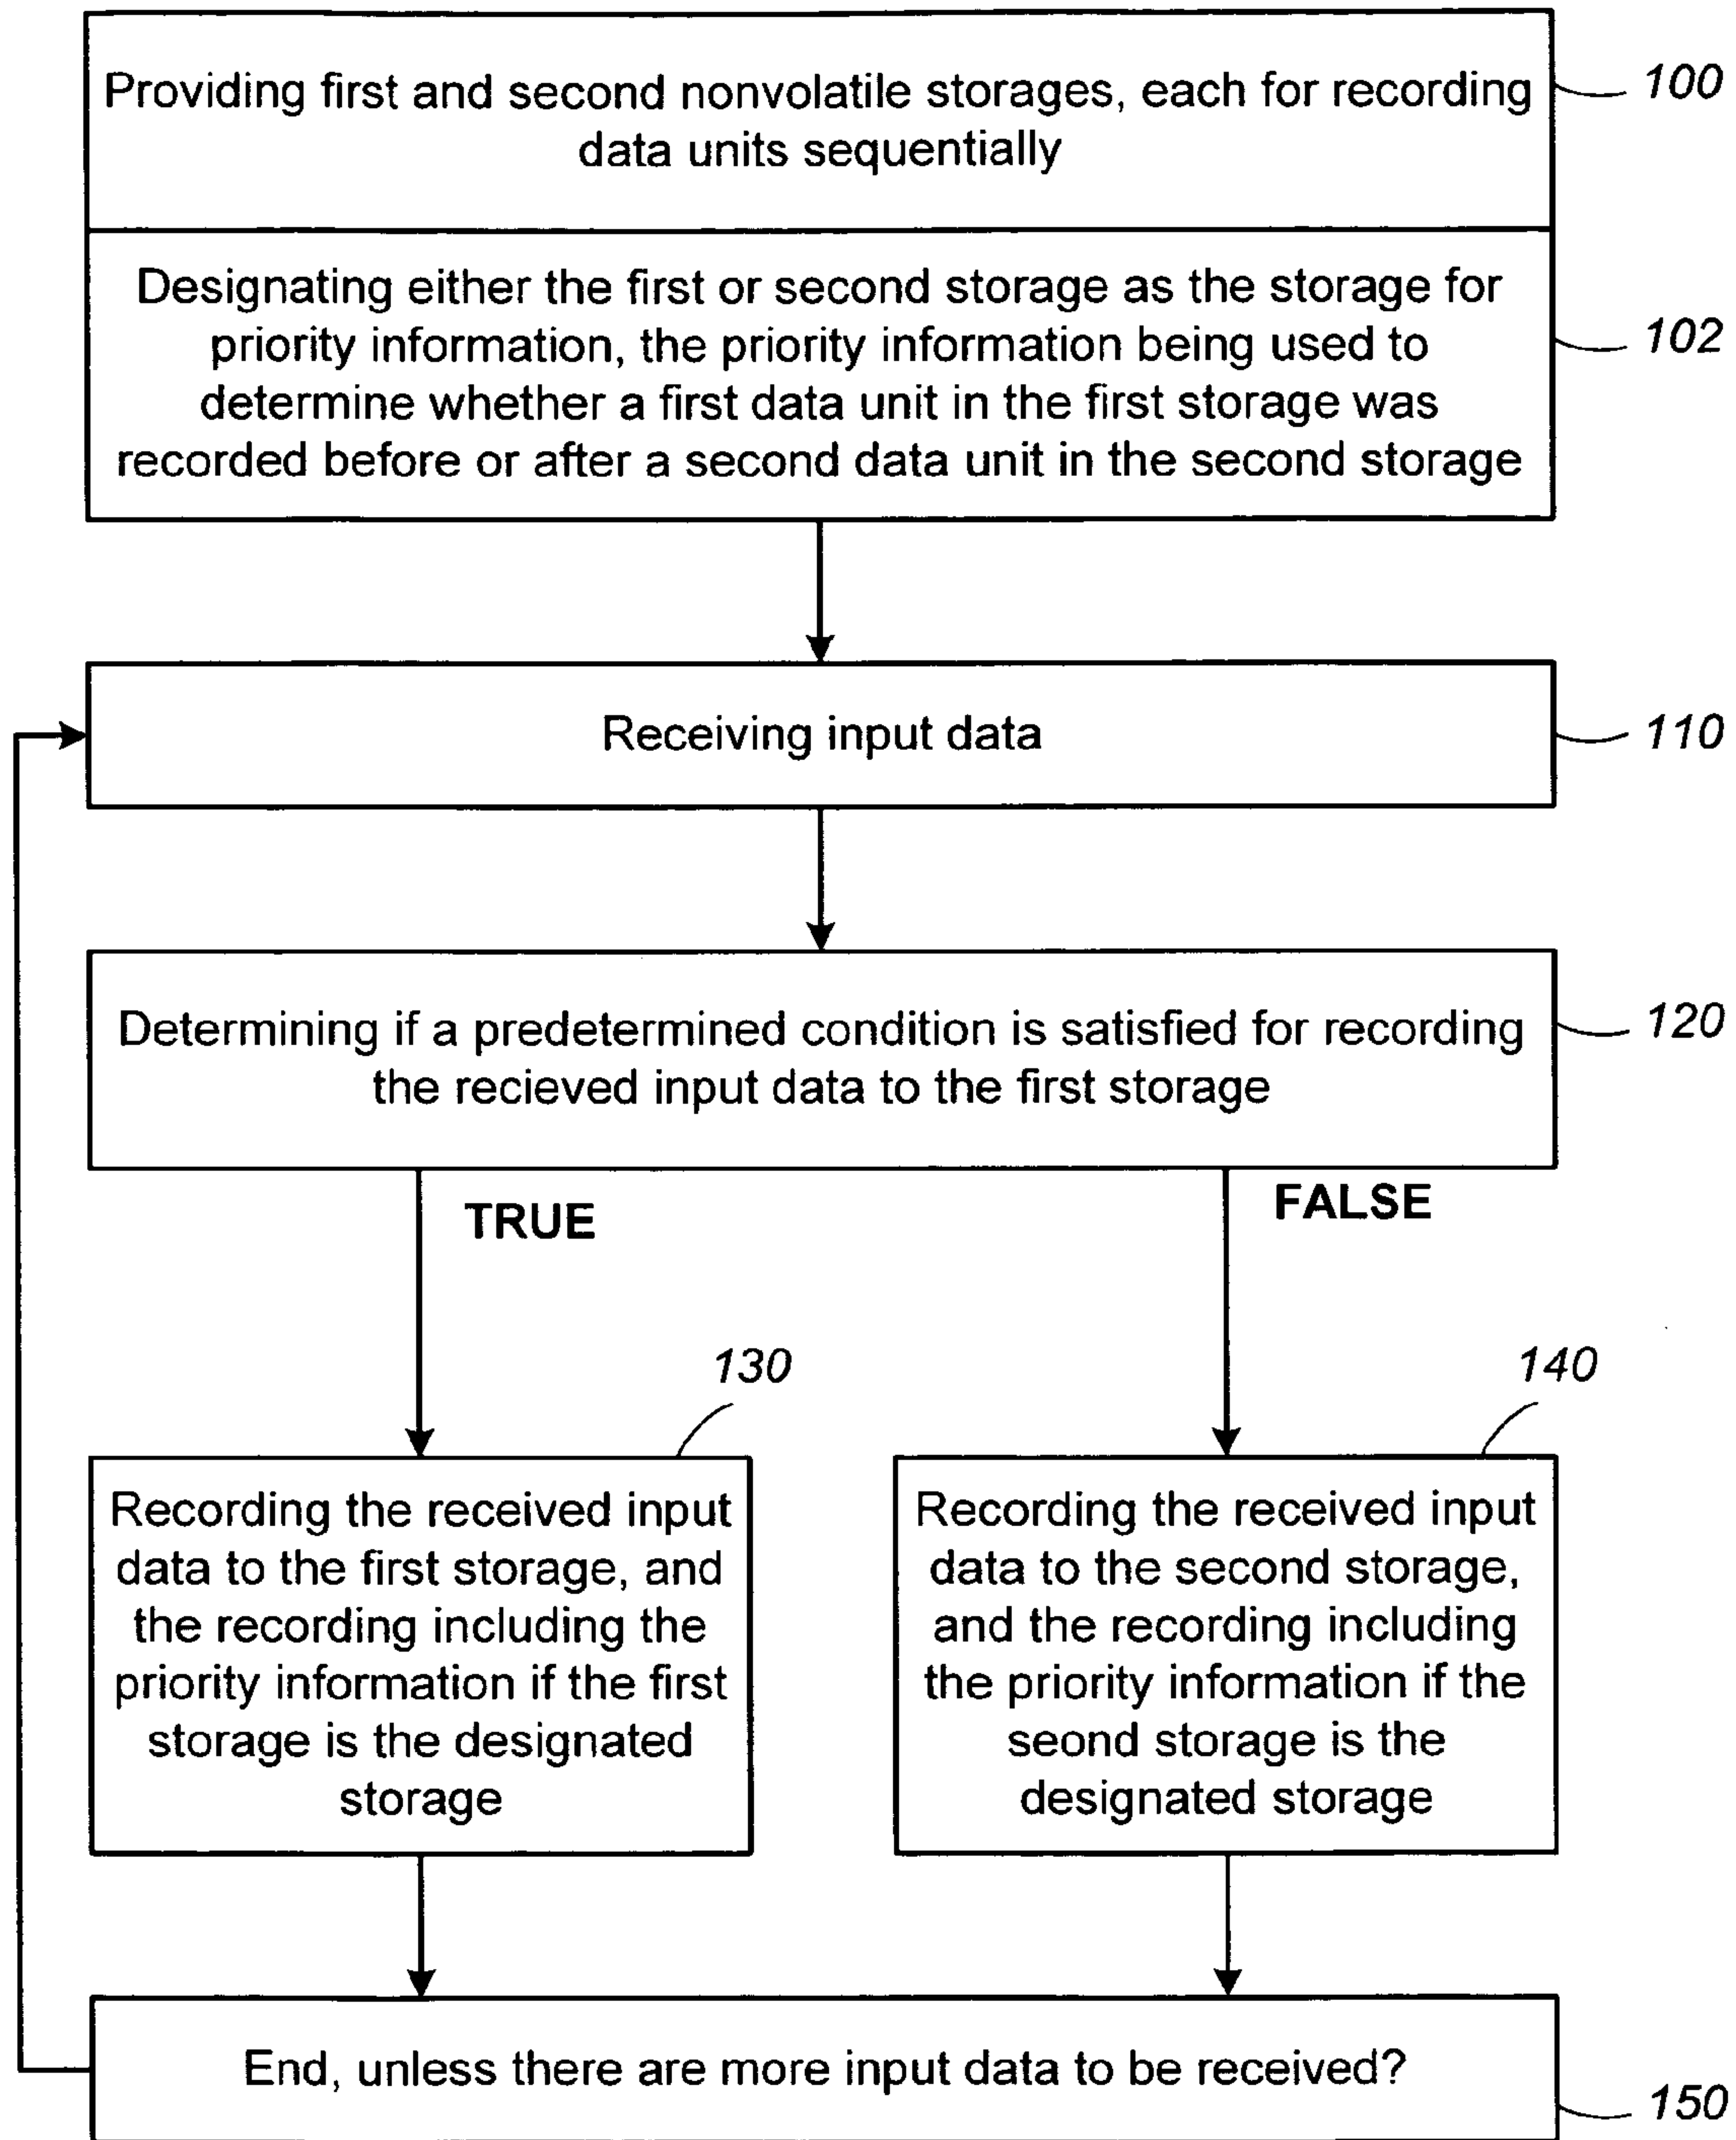 Providing first and second nonvolatile storages, each for recording
data units sequentially
100
Designating either the first or second storage as the storage for
priority information, the priority information being used to
determine whether a first data unit in the first storage was
recorded before or after a second data unit in the second storage
102
Receiving input data
110
Determining if a predetermined condition is satisfied for recording
the recieved input data to the first storage
120
TRUE
FALSE
130
Recording the received input
data to the first storage, and
the recording including the
priority information if the first
storage is the designated
storage
140
Recording the received input
data to the second storage,
and the recording including
the priority information if the
seond storage is the
designated storage
End, unless there are more input data to be received?
150